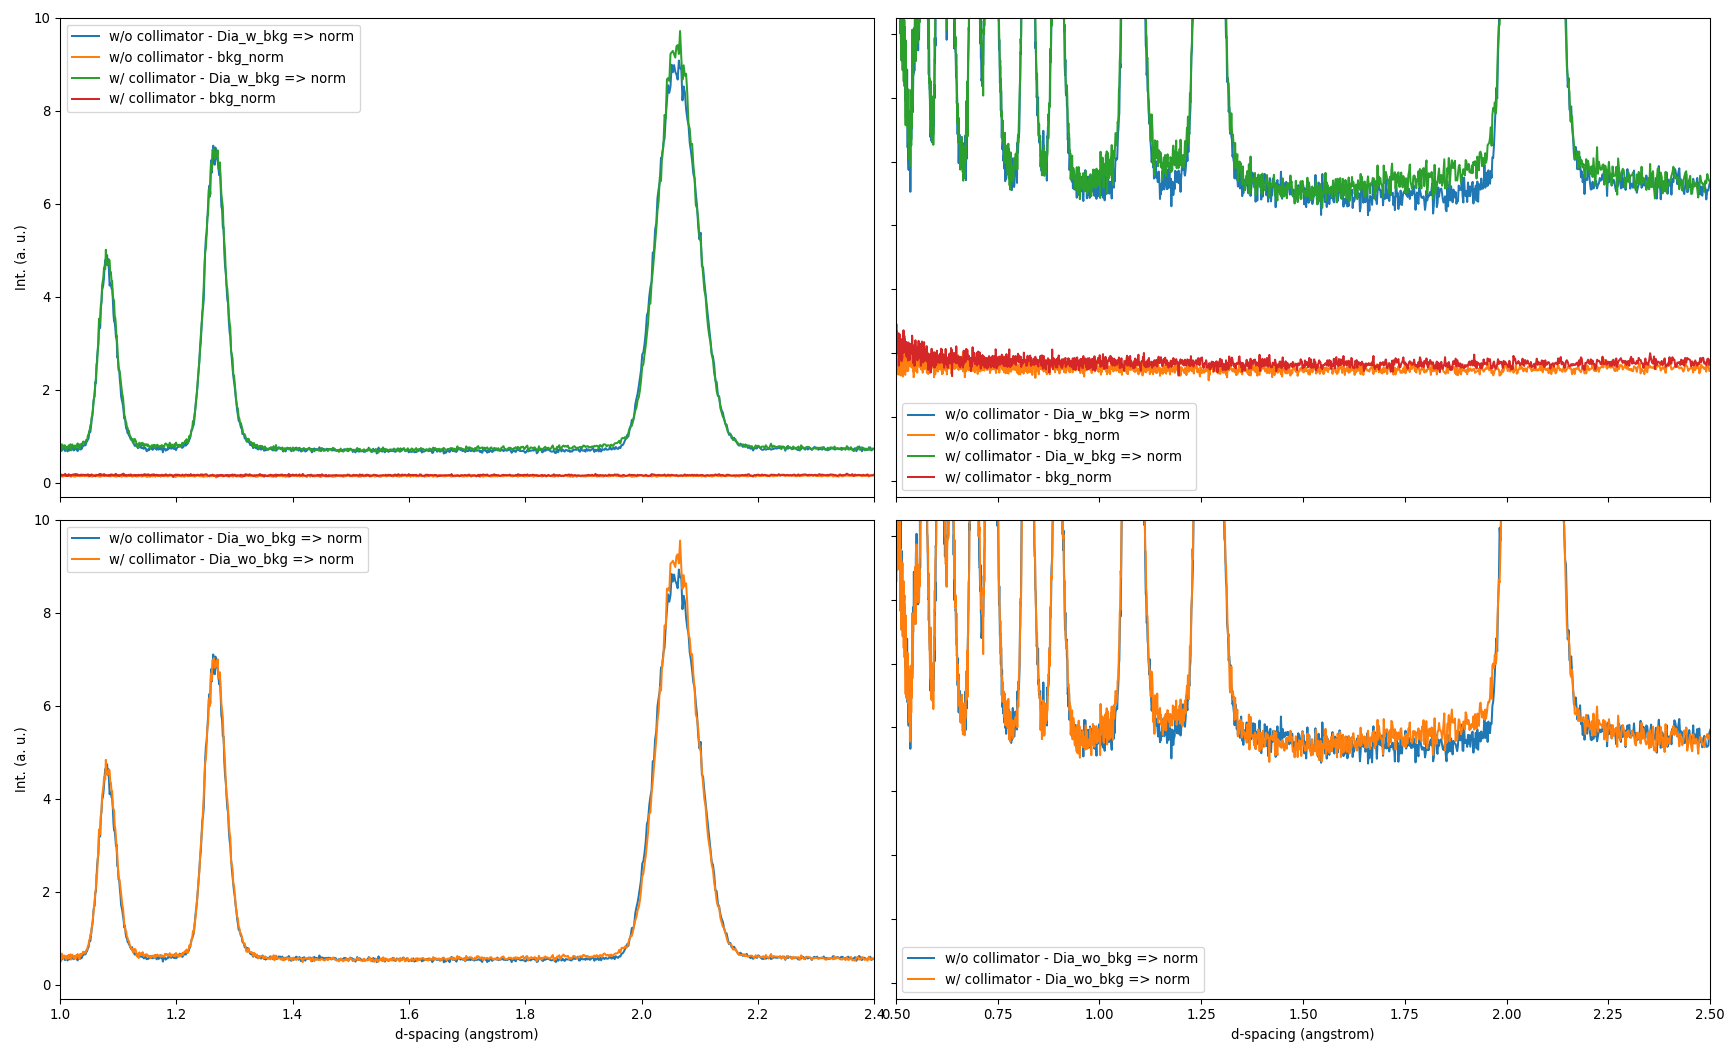 10
8
6
4
2
0
Int. (a. u.)
w/o collimator - Dia_w_bkg => norm
w/o collimator - bkg_norm
w/ collimator - Dia_w_bkg => norm
w/ collimator - bkg_norm
w/o collimator - Dia_w_bkg => norm
w/o collimator - bkg_norm
w/ collimator - Dia_w_bkg => norm
w/ collimator - bkg_norm
10
8
6
4
2
0
Int. (a. u.)
w/o collimator - Dia_wo_bkg => norm
w/ collimator - Dia_wo_bkg => norm
1.0 1.2 1.4 1.6 1.8 2.0 2.2 2.4
d-spacing (angstrom)
w/o collimator - Dia_wo_bkg => norm
w/ collimator - Dia_wo_bkg => norm
0.50 0.75 1.00 1.25 1.50 1.75 2.00 2.25 2.50
d-spacing (angstrom)